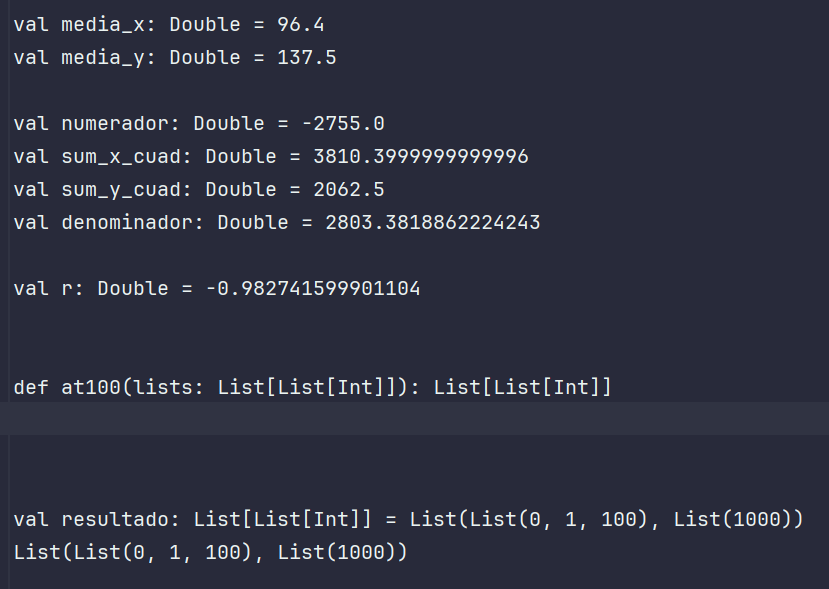 val media_x: Double = 96.4
val media_y: Double = 137.5
val numerador: Double = -2755.0
val sum_x_cuad: Double = 3810.3999999999996
val sum_y_cuad: Double = 2062.5
val denominador: Double = 2803.3818862224243
val r: Double = -0.982741599901104
def at100(lists: List[List[Int]]): List[List[Int]]
val resultado: List[List[Int]] = List(List(0, 1, 100), List(1000))
List(List(0, 1, 100), List(1000))